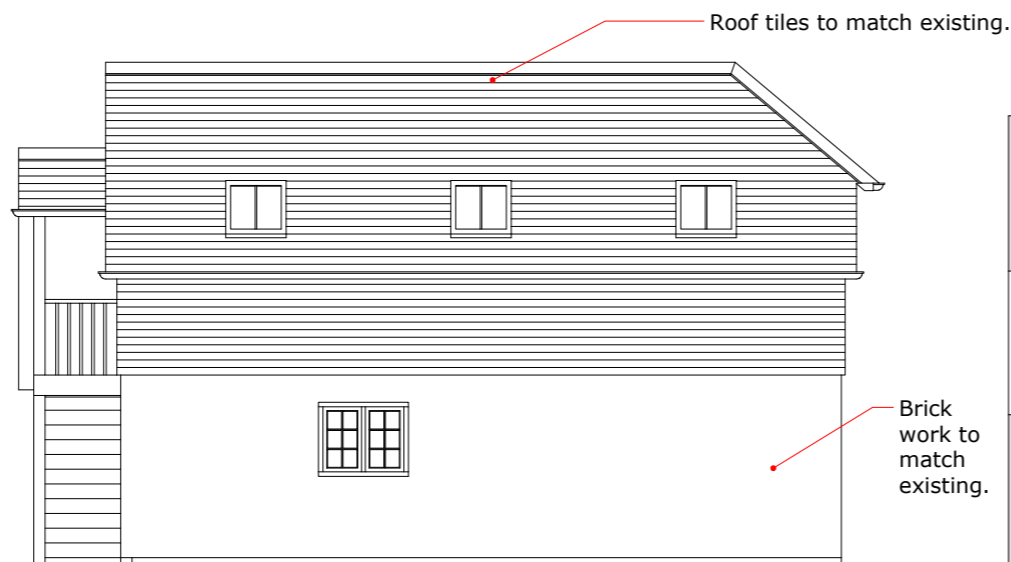 Roof tiles to match existing.
Brick
work to
match
existing.